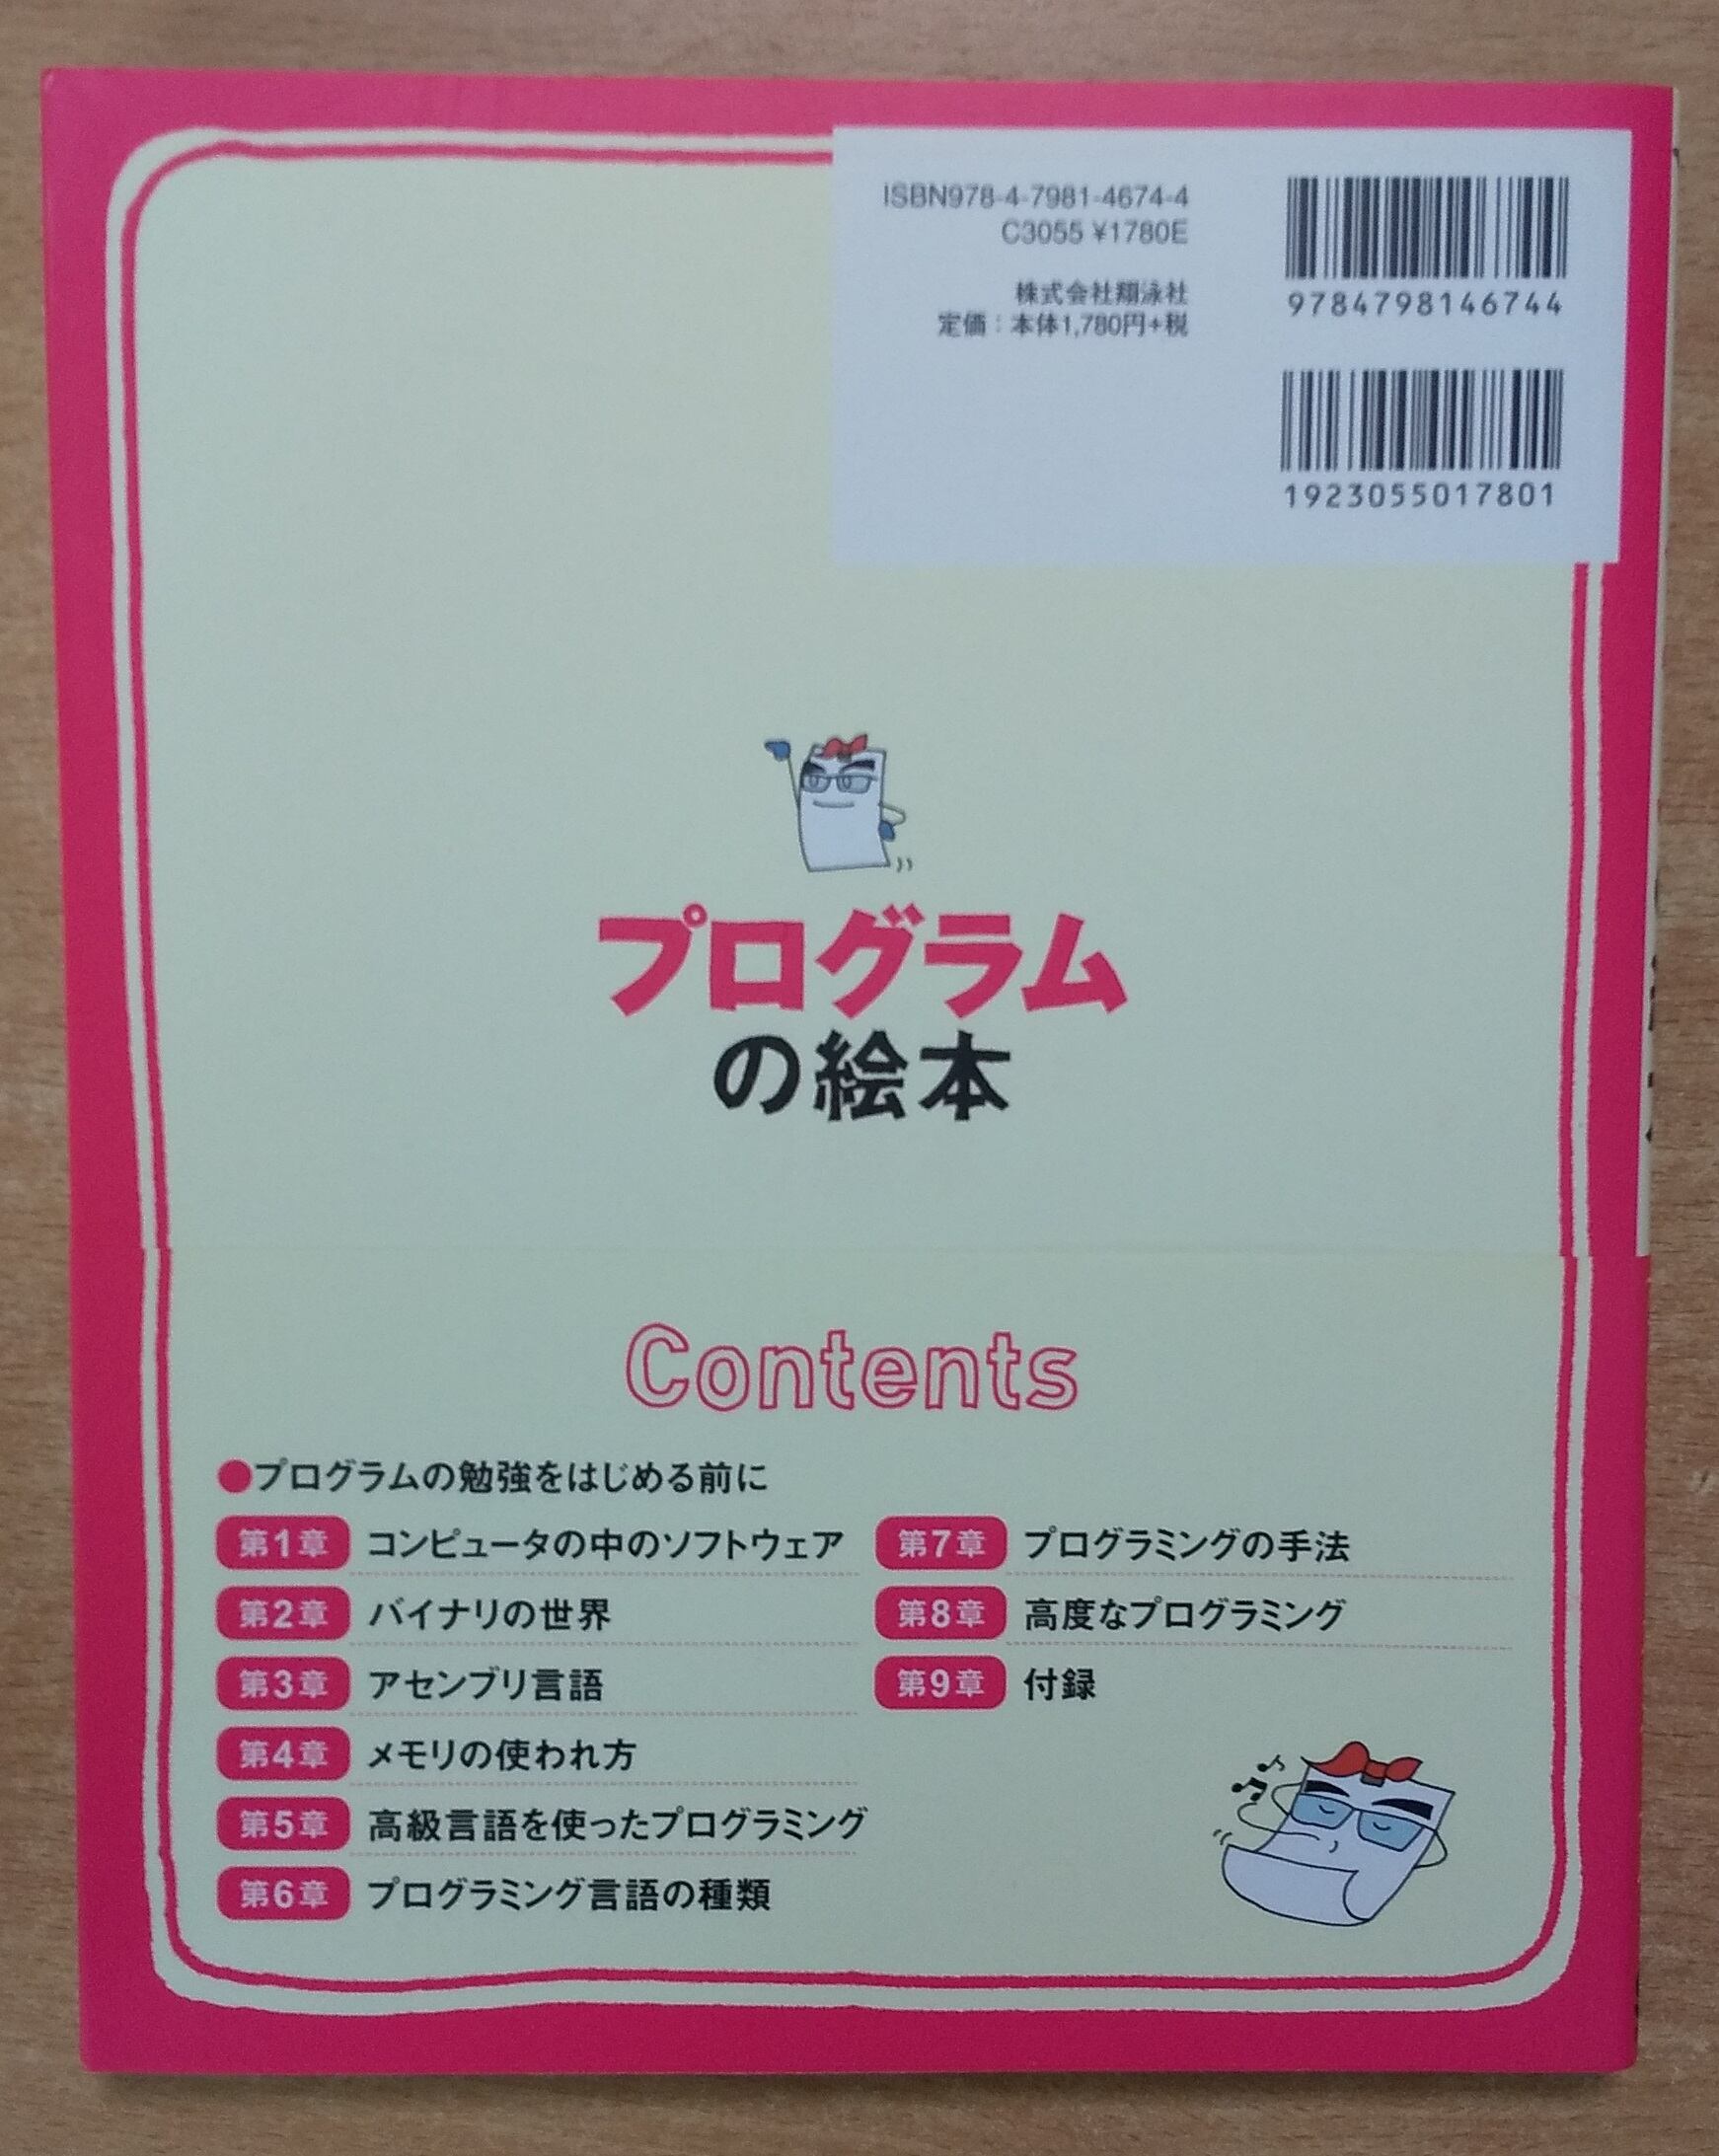 ISBN978-4-7981-4674-4
C3055 ¥1780E
株式会社翔泳社
定価：本体1,780円+税
9784798146744
1923055017801
プログラム
の絵本
Contents
●プログラムの勉強をはじめる前に
第1章 コンピュータの中のソフトウェア
第2章 バイナリの世界
第3章 アセンブリ言語
第4章 メモリの使われ方
第5章 高級言語を使ったプログラミング
第6章 プログラミング言語の種類
第7章 プログラミングの手法
第8章 高度なプログラミング
第9章 付録